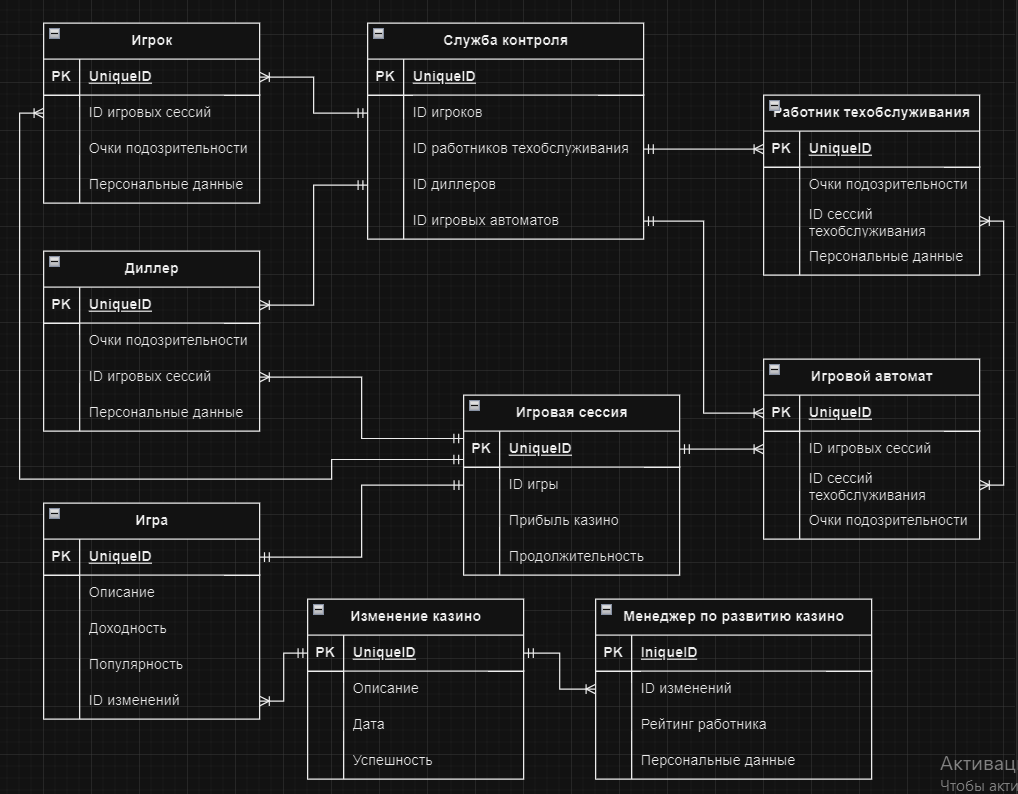 Игрок
PK UniqueID
ID игровых сессий
Очки подозрительности
Персональные данные
Служба контроля
PK UniqueID
ID игроков
ID работников техобслуживания
ID диллеров
ID игровых автоматов
Работник техобслуживания
PK UniqueID
Очки подозрительности
ID сессий
техобслуживания
Персональные данные
Диллер
PK UniqueID
Очки подозрительности
ID игровых сессий
Персональные данные
Игровой автомат
PK UniqueID
ID игровых сессий
ID сессий
техобслуживания
Очки подозрительности
Игровая сессия
PK UniqueID
ID игры
Прибыль казино
Продолжительность
Игра
PK UniqueID
Описание
Доходность
Популярность
ID изменений
Изменение казино
PK UniqueID
Описание
Дата
Успешность
Менеджер по развитию казино
PK IniqueID
ID изменений
Рейтинг работника
Персональные данные
Активац
Чтобы акти